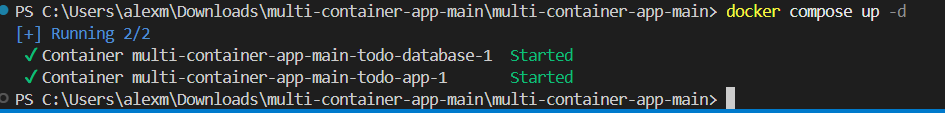 PS C:\Users\alexm\Downloads\multi-container-app-main\multi-container-app-main> docker compose up -d
[+] Running 2/2
✓ Container multi-container-app-main-todo-database-1 Started
✓ Container multi-container-app-main-todo-app-1 Started
PS C:\Users\alexm\Downloads\multi-container-app-main\multi-container-app-main>